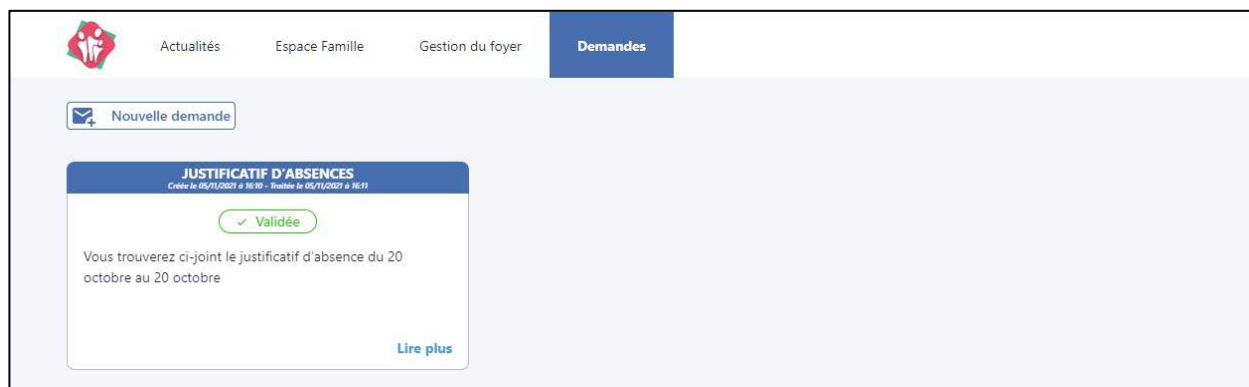 Actualités Espace Famille Gestion du foyer Demandes
Nouvelle demande
JUSTIFICATIF D'ABSENCES
Créée le 05/11/2021 à 16:10 - Traitée le 05/11/2021 à 16:11
Validée
Vous trouverez ci-joint le justificatif d'absence du 20
octobre au 20 octobre
Lire plus